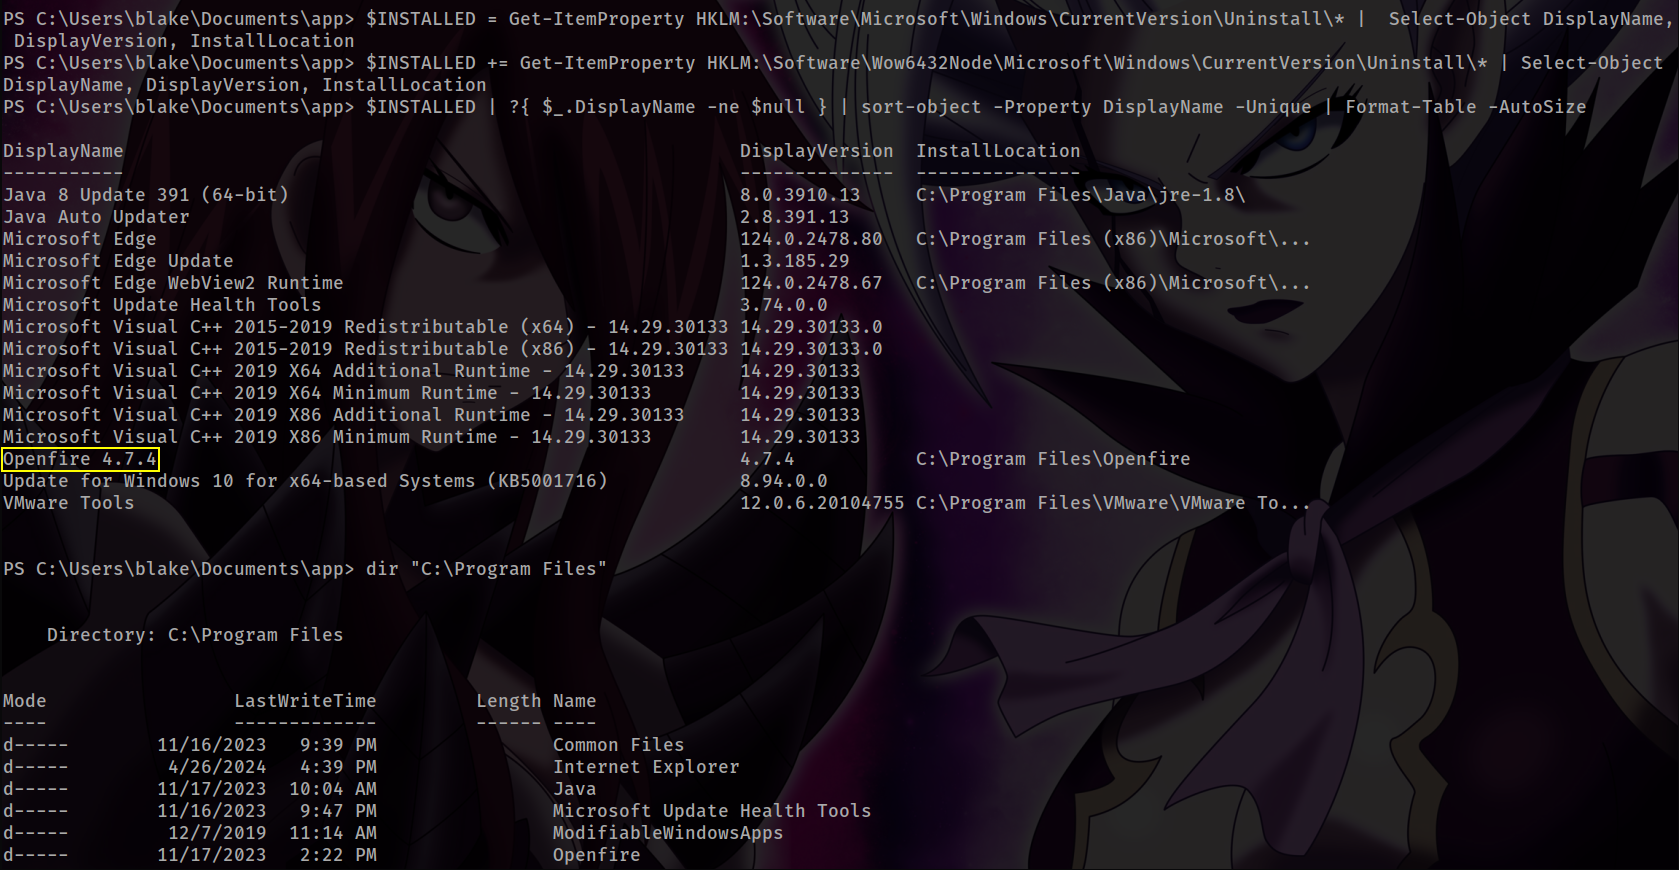 PS C:\Users\blake\Documents\app> $INSTALLED = Get-ItemProperty HKLM:\Software\Microsoft\Windows\CurrentVersion\Uninstall\* |  Select-Object DisplayName,
 DisplayVersion, InstallLocation
PS C:\Users\blake\Documents\app> $INSTALLED += Get-ItemProperty HKLM:\Software\Wow6432Node\Microsoft\Windows\CurrentVersion\Uninstall\* | Select-Object
DisplayName, DisplayVersion, InstallLocation
PS C:\Users\blake\Documents\app> $INSTALLED | ?{ $_.DisplayName -ne $null } | sort-object -Property DisplayName -Unique | Format-Table -AutoSize
DisplayName DisplayVersion InstallLocation
----------- -------------- ---------------
Java 8 Update 391 (64-bit) 8.0.3910.13 C:\Program Files\Java\jre-1.8\
Java Auto Updater 2.8.391.13
Microsoft Edge 124.0.2478.80 C:\Program Files (x86)\Microsoft\...
Microsoft Edge Update 1.3.185.29
Microsoft Edge WebView2 Runtime 124.0.2478.67 C:\Program Files (x86)\Microsoft\...
Microsoft Update Health Tools 3.74.0.0
Microsoft Visual C++ 2015-2019 Redistributable (x64) - 14.29.30133 14.29.30133.0
Microsoft Visual C++ 2015-2019 Redistributable (x86) - 14.29.30133 14.29.30133.0
Microsoft Visual C++ 2019 X64 Additional Runtime - 14.29.30133 14.29.30133
Microsoft Visual C++ 2019 X64 Minimum Runtime - 14.29.30133 14.29.30133
Microsoft Visual C++ 2019 X86 Additional Runtime - 14.29.30133 14.29.30133
Microsoft Visual C++ 2019 X86 Minimum Runtime - 14.29.30133 14.29.30133
Openfire 4.7.4 4.7.4 C:\Program Files\Openfire
Update for Windows 10 for x64-based Systems (KB5001716) 8.94.0.0
VMware Tools 12.0.6.20104755 C:\Program Files\VMware\VMware To...
PS C:\Users\blake\Documents\app> dir "C:\Program Files"
Directory: C:\Program Files
Mode LastWriteTime Length Name
---- ------------- ------ ----
d----- 11/16/2023 9:39 PM Common Files
d----- 4/26/2024 4:39 PM Internet Explorer
d----- 11/17/2023 10:04 AM Java
d----- 11/16/2023 9:47 PM Microsoft Update Health Tools
d----- 12/7/2019 11:14 AM ModifiableWindowsApps
d----- 11/17/2023 2:22 PM Openfire